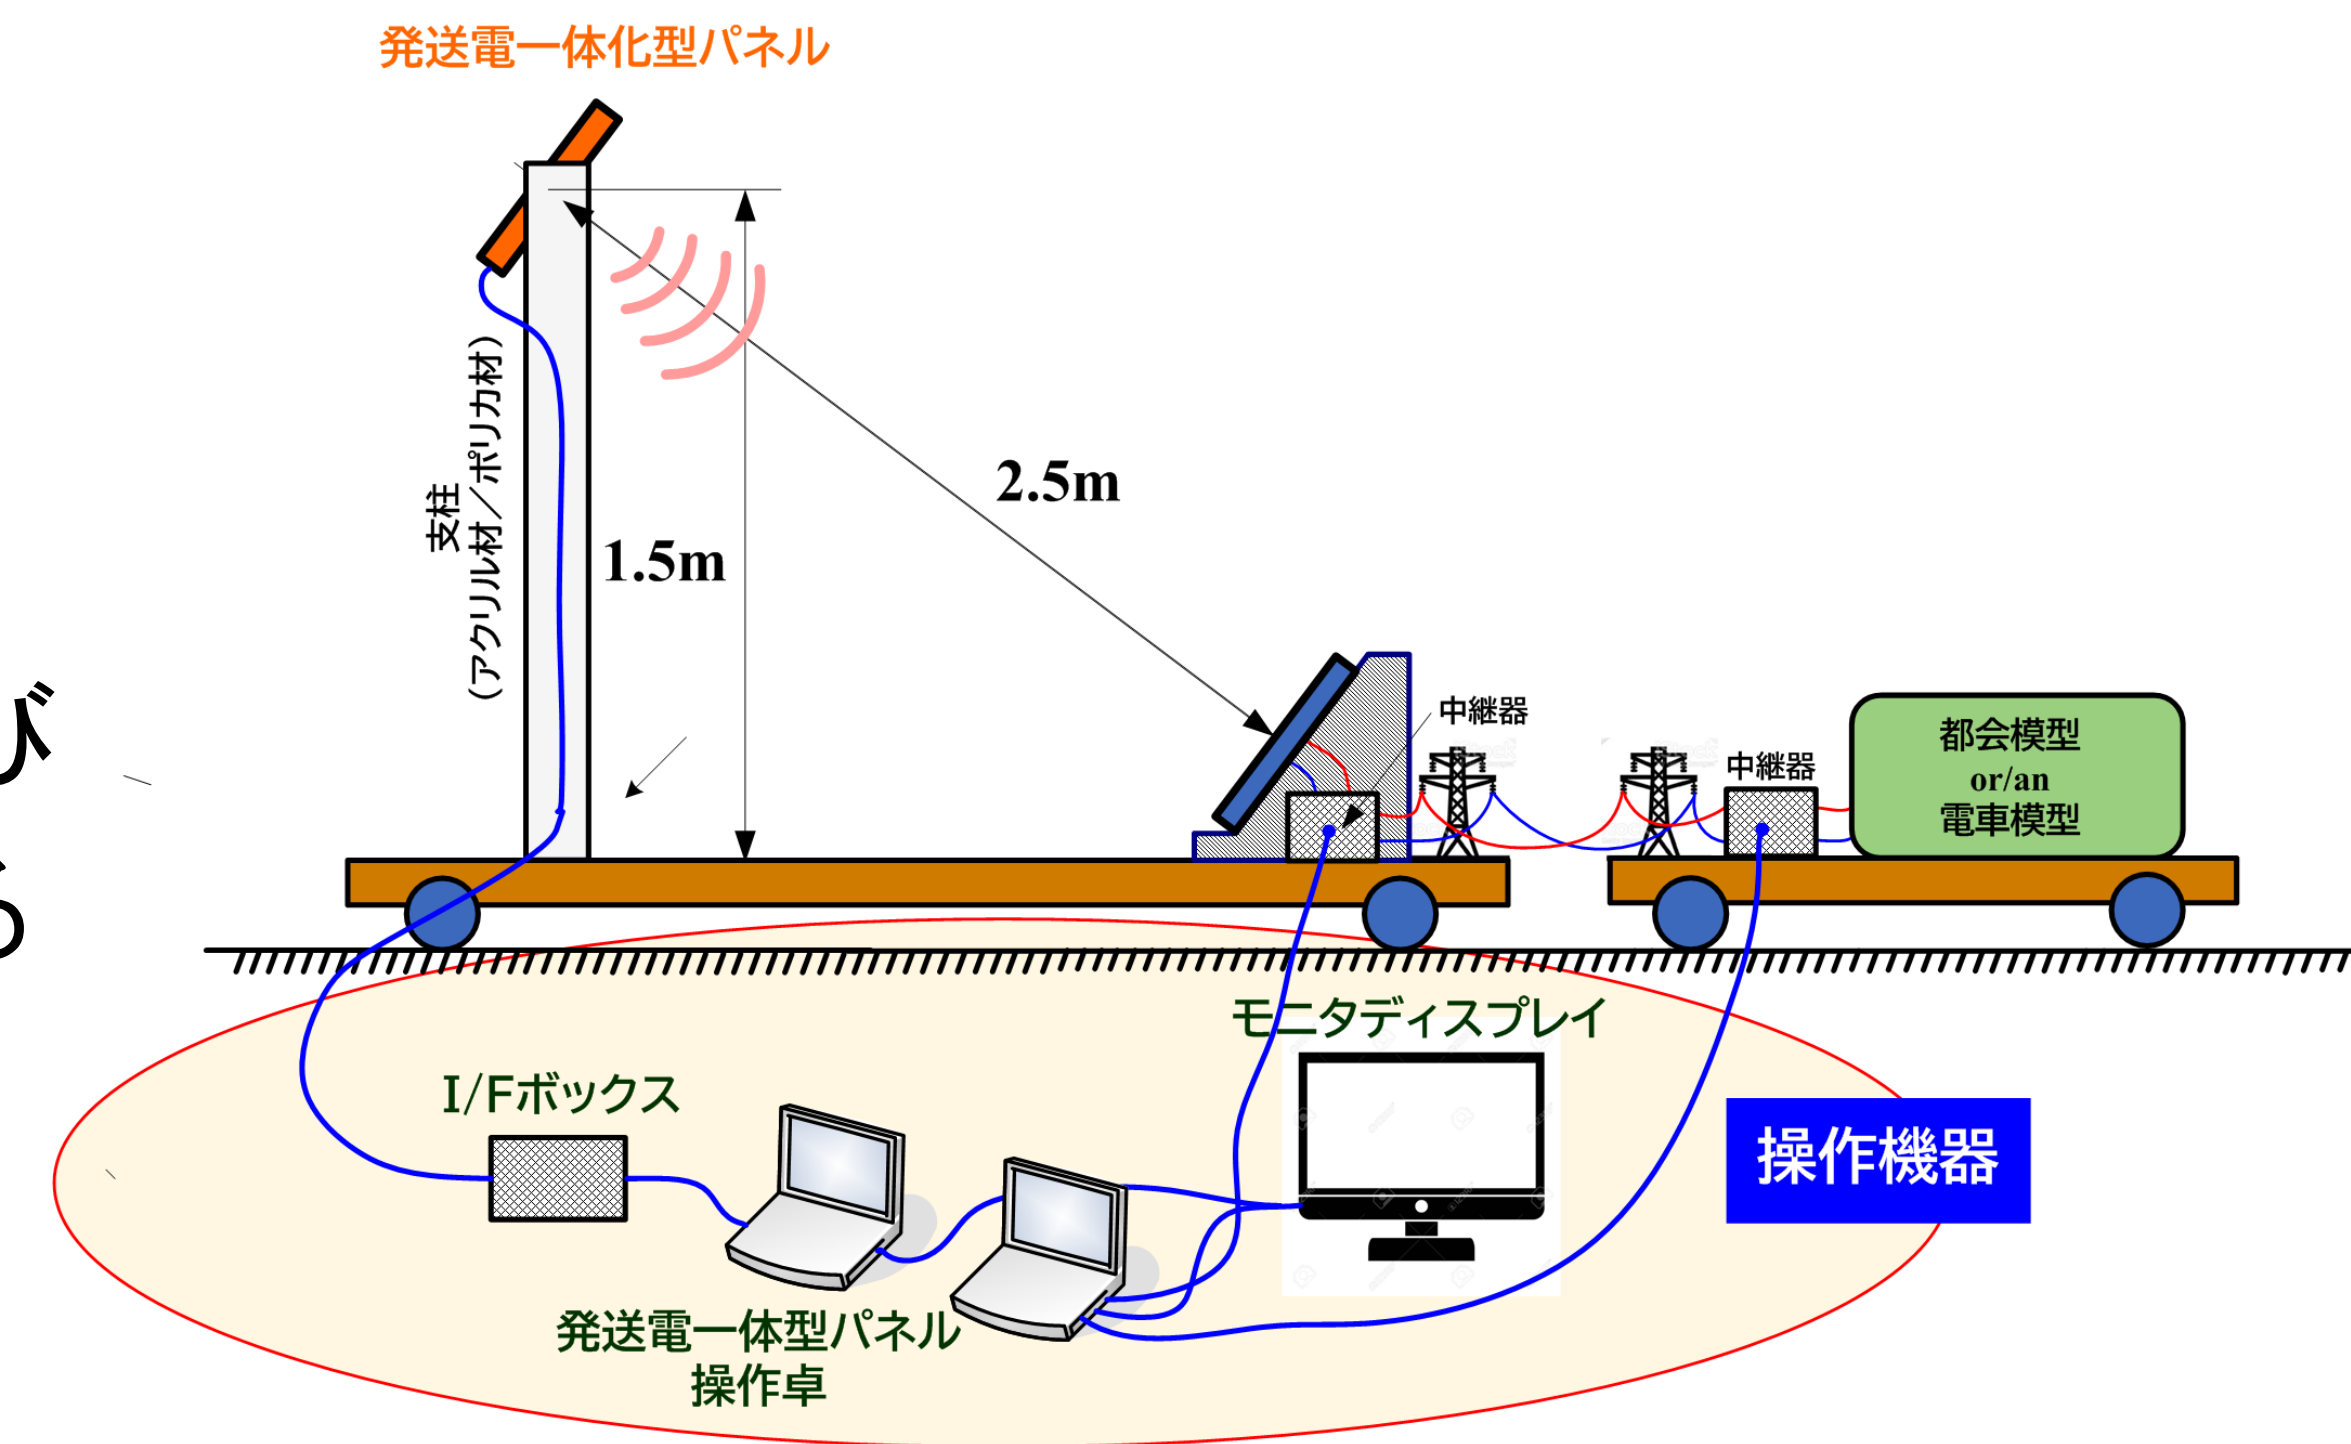 発送電一体化型パネル
支柱
(アクリル材／ポリカ材)
1.5m
2.5m
び
る
中継器
中継器
都会模型
or/an
電車模型
モニタディスプレイ
I/Fボックス
操作機器
発送電一体型パネル
操作卓